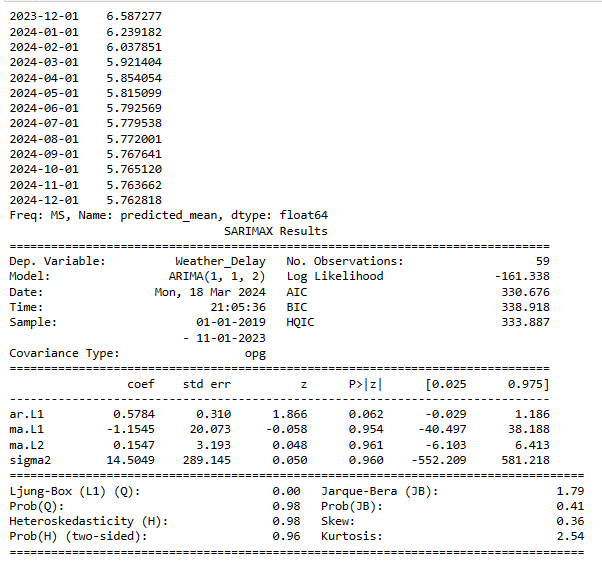 2023-12-01    6.587277
2024-01-01    6.239182
2024-02-01    6.037851
2024-03-01    5.921404
2024-04-01    5.854054
2024-05-01    5.815099
2024-06-01    5.792569
2024-07-01    5.779538
2024-08-01    5.772001
2024-09-01    5.767641
2024-10-01    5.765120
2024-11-01    5.763662
2024-12-01    5.762818
Freq: MS, Name: predicted_mean, dtype: float64
                               SARIMAX Results
==============================================================================
Dep. Variable:          Weather_Delay   No. Observations:                   59
Model:                 ARIMA(1, 1, 2)   Log Likelihood                -161.338
Date:                Mon, 18 Mar 2024   AIC                            330.676
Time:                        21:05:36   BIC                            338.918
Sample:                    01-01-2019   HQIC                           333.887
                         - 11-01-2023
Covariance Type:                  opg
==============================================================================
                 coef    std err          z      P>|z|      [0.025      0.975]
------------------------------------------------------------------------------
ar.L1          0.5784      0.310      1.866      0.062      -0.029       1.186
ma.L1         -1.1545     20.073     -0.058      0.954     -40.497      38.188
ma.L2          0.1547      3.193      0.048      0.961      -6.103       6.413
sigma2        14.5049    289.145      0.050      0.960    -552.209     581.218
===================================================================================
Ljung-Box (L1) (Q):                   0.00   Jarque-Bera (JB):                 1.79
Prob(Q):                              0.98   Prob(JB):                         0.41
Heteroskedasticity (H):               0.98   Skew:                             0.36
Prob(H) (two-sided):                  0.96   Kurtosis:                         2.54
===================================================================================